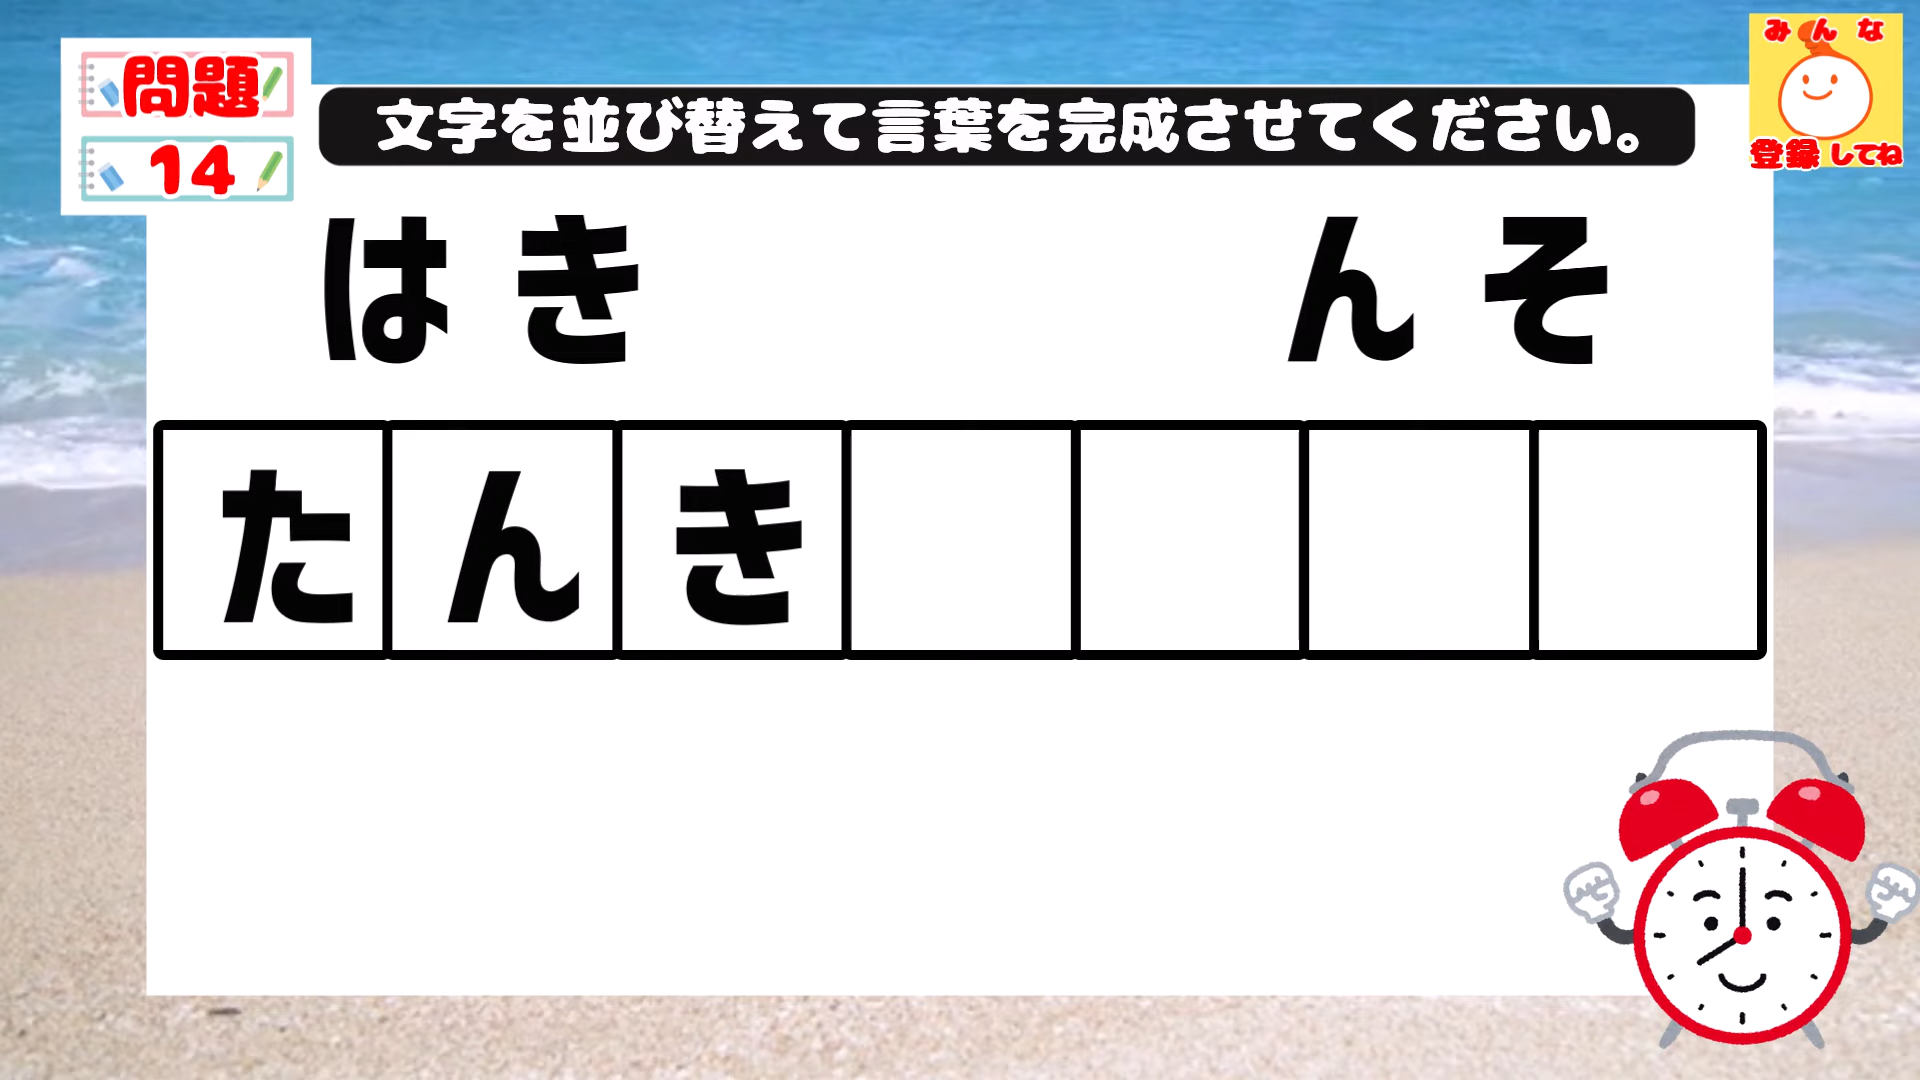 問題
14
文字を並び替えて言葉を完成させてください。
みんな
登録してね
はき　んそ
たんき